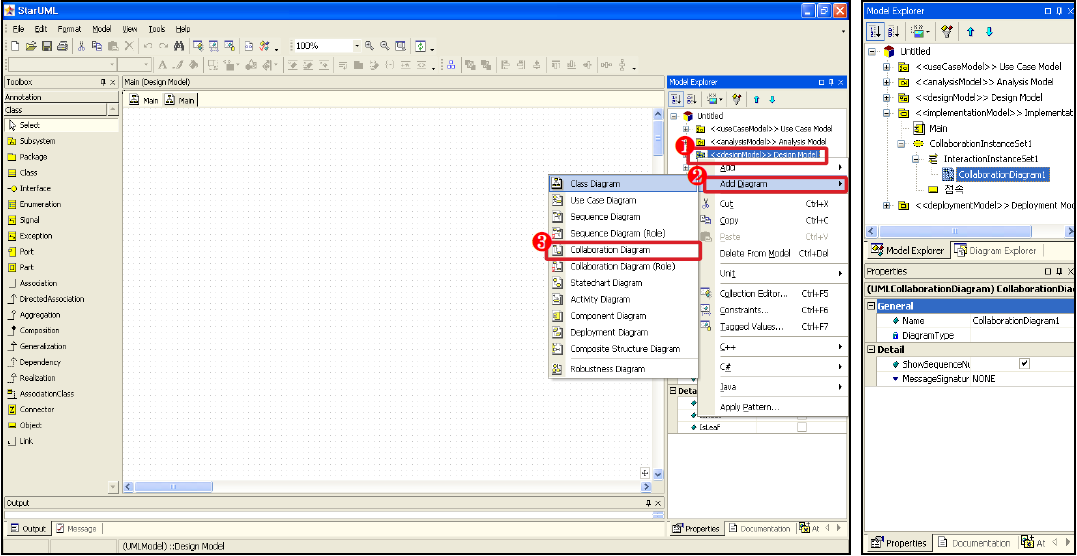 StarUML
File Edit Format Model View Tools Help
100%
Toolbox
Annotation
Class
Select
Subsystem
Package
Class
Interface
Enumeration
Signal
Exception
Port
Part
Association
DirectedAssociation
Aggregation
Composition
Generalization
Dependency
Realization
AssociationClass
Connector
Object
Link
Main (Design Model)
Main Main
Model Explorer
Untitled
<<useCaseModel>> Use Case Model
<<analysisModel>> Analysis Model
1
<<designModel>> Design Model
Add
2
Add Diagram
Cut Ctrl+X
Copy Ctrl+C
Paste Ctrl+V
Delete From Model Ctrl+Del
Unit
Collection Editor... Ctrl+F5
Constraints... Ctrl+F6
Tagged Values... Ctrl+F7
C++
C#
Java
Apply Pattern...
Class Diagram
Use Case Diagram
Sequence Diagram
Sequence Diagram (Role)
3
Collaboration Diagram
Collaboration Diagram (Role)
Statechart Diagram
Activity Diagram
Component Diagram
Deployment Diagram
Composite Structure Diagram
Robustness Diagram
Detai
IsLeaf
Output
Output Message
Properties Documentation At
(UMLModel) ::Design Model
Model Explorer
Untitled
<<useCaseModel>> Use Case Model
<<analysisModel>> Analysis Model
<<designModel>> Design Model
<<implementationModel>> Implementat
Main
CollaborationInstanceSet1
InteractionInstanceSet1
CollaborationDiagram1
접속
<<deploymentModel>> Deployment Mod
Model Explorer Diagram Explorer
Properties
(UMLCollaborationDiagram) CollaborationDia
General
Name CollaborationDiagram1
DiagramType
Detail
ShowSequenceNu
MessageSignatur NONE
Properties Documentation At